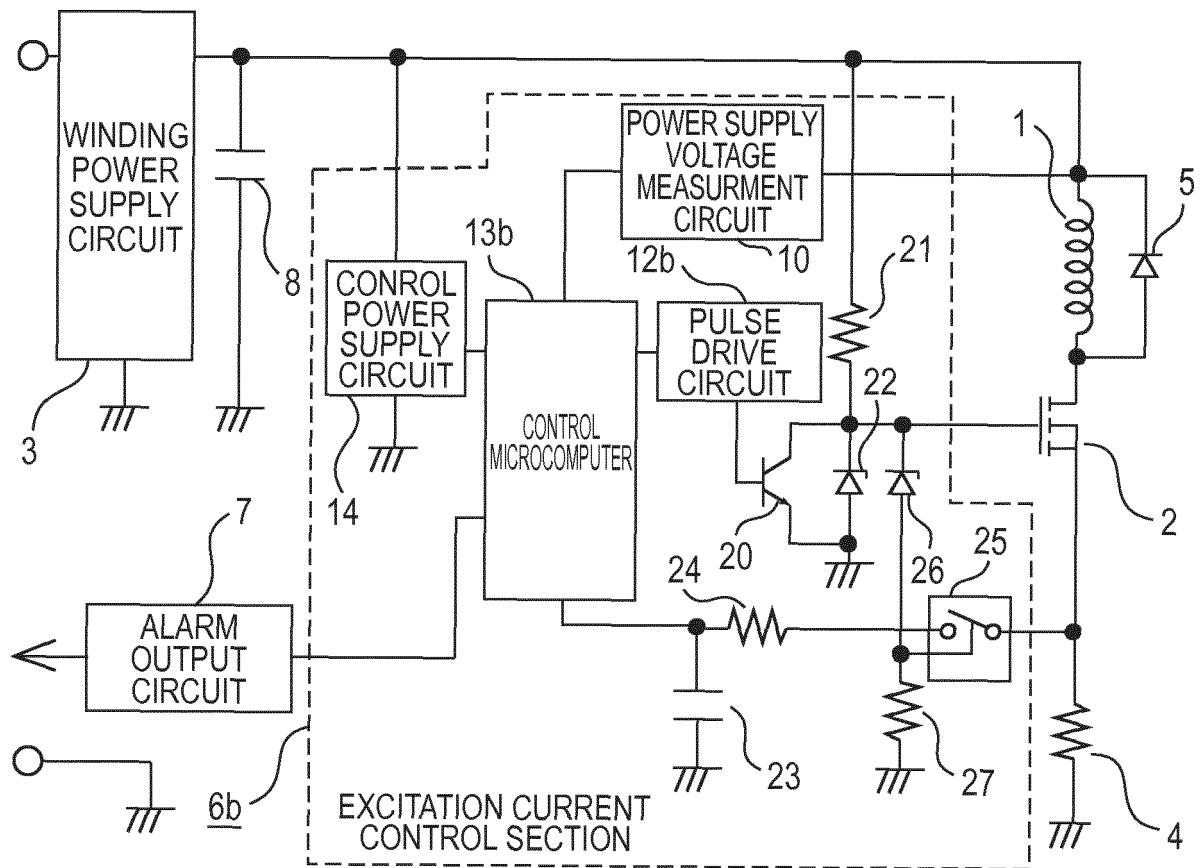 WINDING
POWER
SUPPLY
CIRCUIT
3
8
POWER SUPPLY
VOLTAGE
MEASURMENT
CIRCUIT
10
1
5
13b
12b
21
CONROL
POWER
SUPPLY
CIRCUIT
14
CONTROL
MICROCOMPUTER
PULSE
DRIVE
CIRCUIT
22
2
20
26
25
7
24
ALARM
OUTPUT
CIRCUIT
23
27
4
6b
EXCITATION CURRENT
CONTROL SECTION